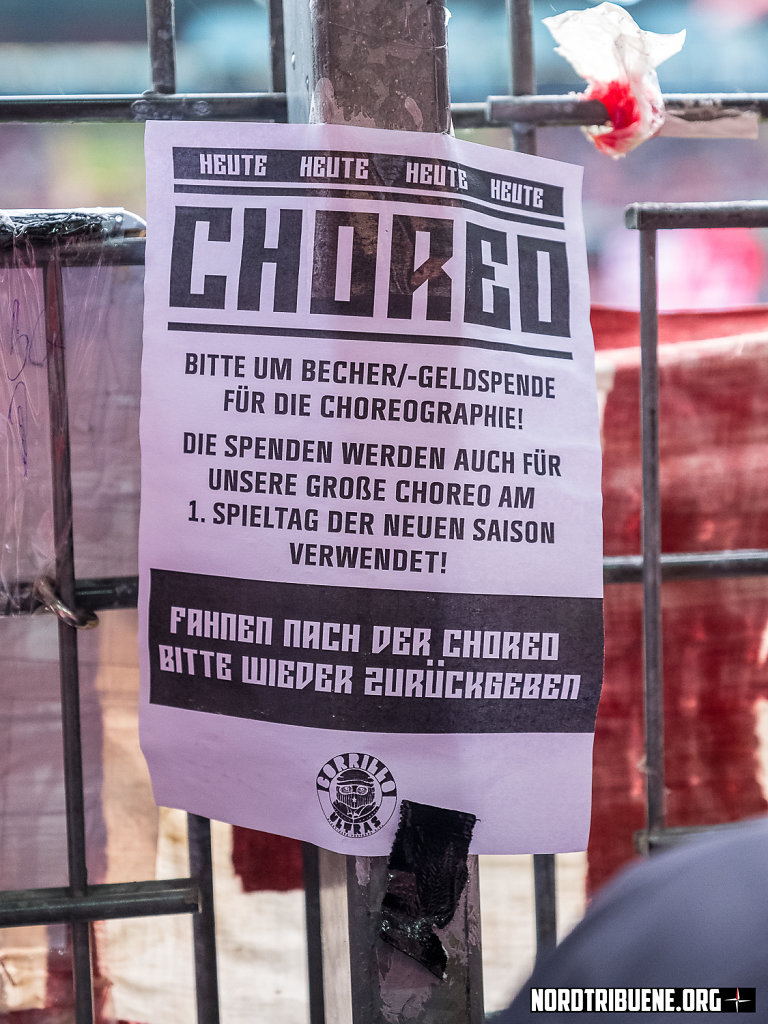 HEUTE HEUTE HEUTE HEUTE
CHOREO
BITTE UM BECHER/-GELDSPENDE
FÜR DIE CHOREOGRAPHIE!
DIE SPENDEN WERDEN AUCH FÜR
UNSERE GROßE CHOREO AM
1. SPIELTAG DER NEUEN SAISON
VERWENDET!
FAHNEN NACH DER CHOREO
BITTE WIEDER ZURÜCKGEBEN
CORRILLO
ULTRAS
NORDTRIBUENE.ORG